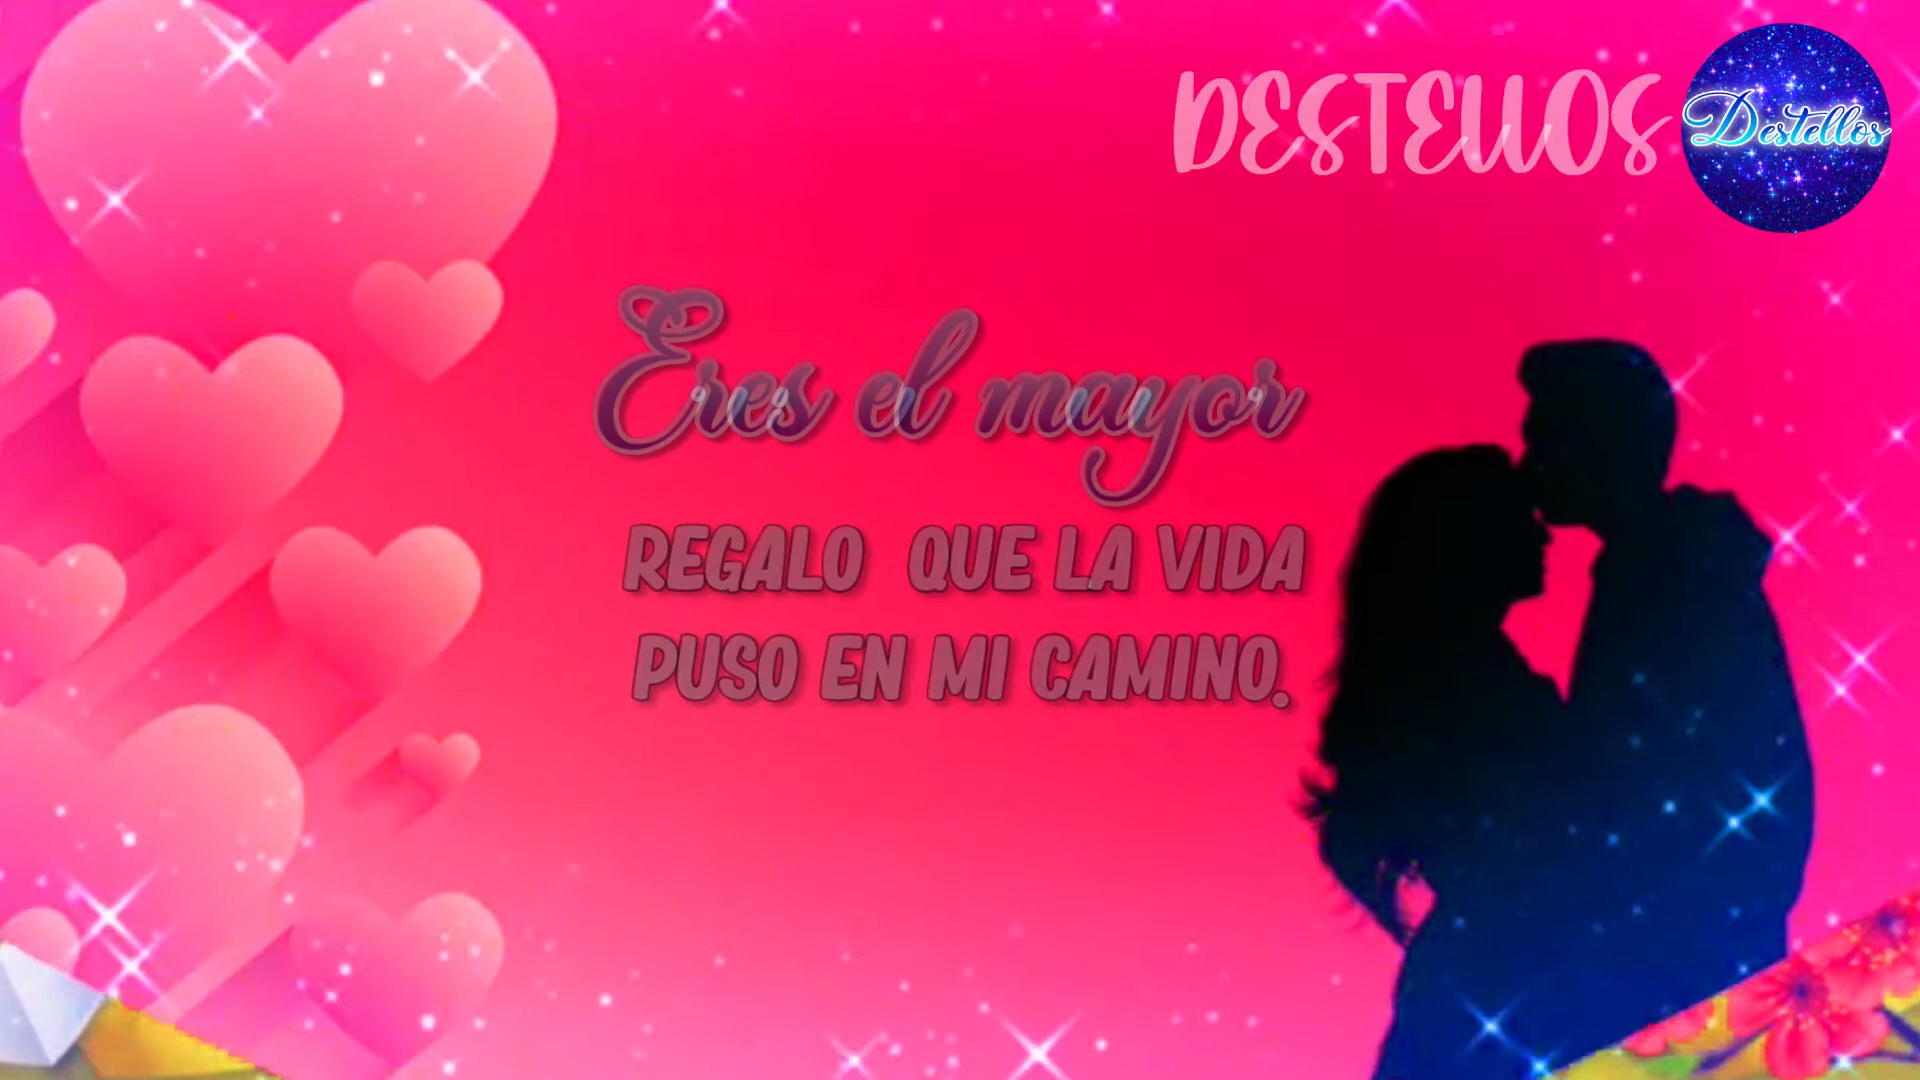 DESTELLOS
Destellos
Eres el mayor
REGALO QUE LA VIDA
PUSO EN MI CAMINO.